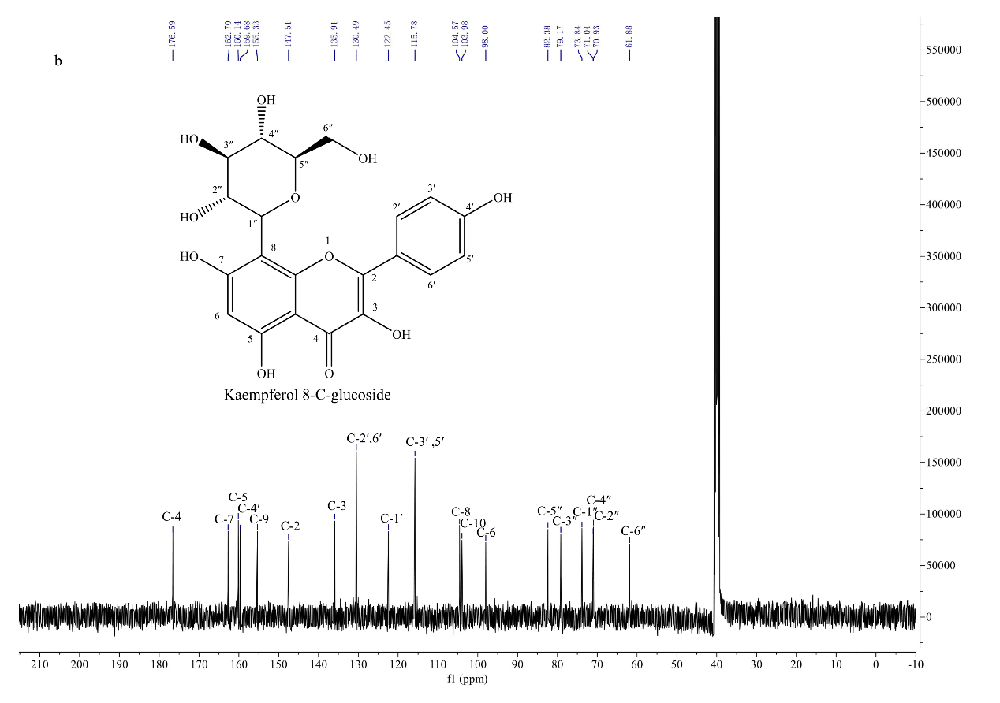 176.59 162.70 160.14 159.68 155.33 147.51 135.91 130.49 122.45 115.78 104.57 103.98 98.00 82.38 79.17 73.84 71.04 70.93 61.88
b
550000
500000
450000
400000
350000
300000
250000
200000
150000
100000
50000
0
OH
HO 3″ 4″ 6″
OH
5″
2″ O
HO 1″
3′ OH
2′ 4′
HO 7 8 1 O 5′
2 6′
6 3
5 4 OH
OH O
Kaempferol 8-C-glucoside
C-2′,6′ C-3′ ,5′
C-4 C-7 C-5 C-4′ C-9 C-2 C-3 C-1′ C-8 C-10 C-6 C-5″ C-3″ C-1″ C-4″ C-2″ C-6″
210 200 190 180 170 160 150 140 130 120 110 100 90 80 70 60 50 40 30 20 10 0 -10
f1 (ppm)